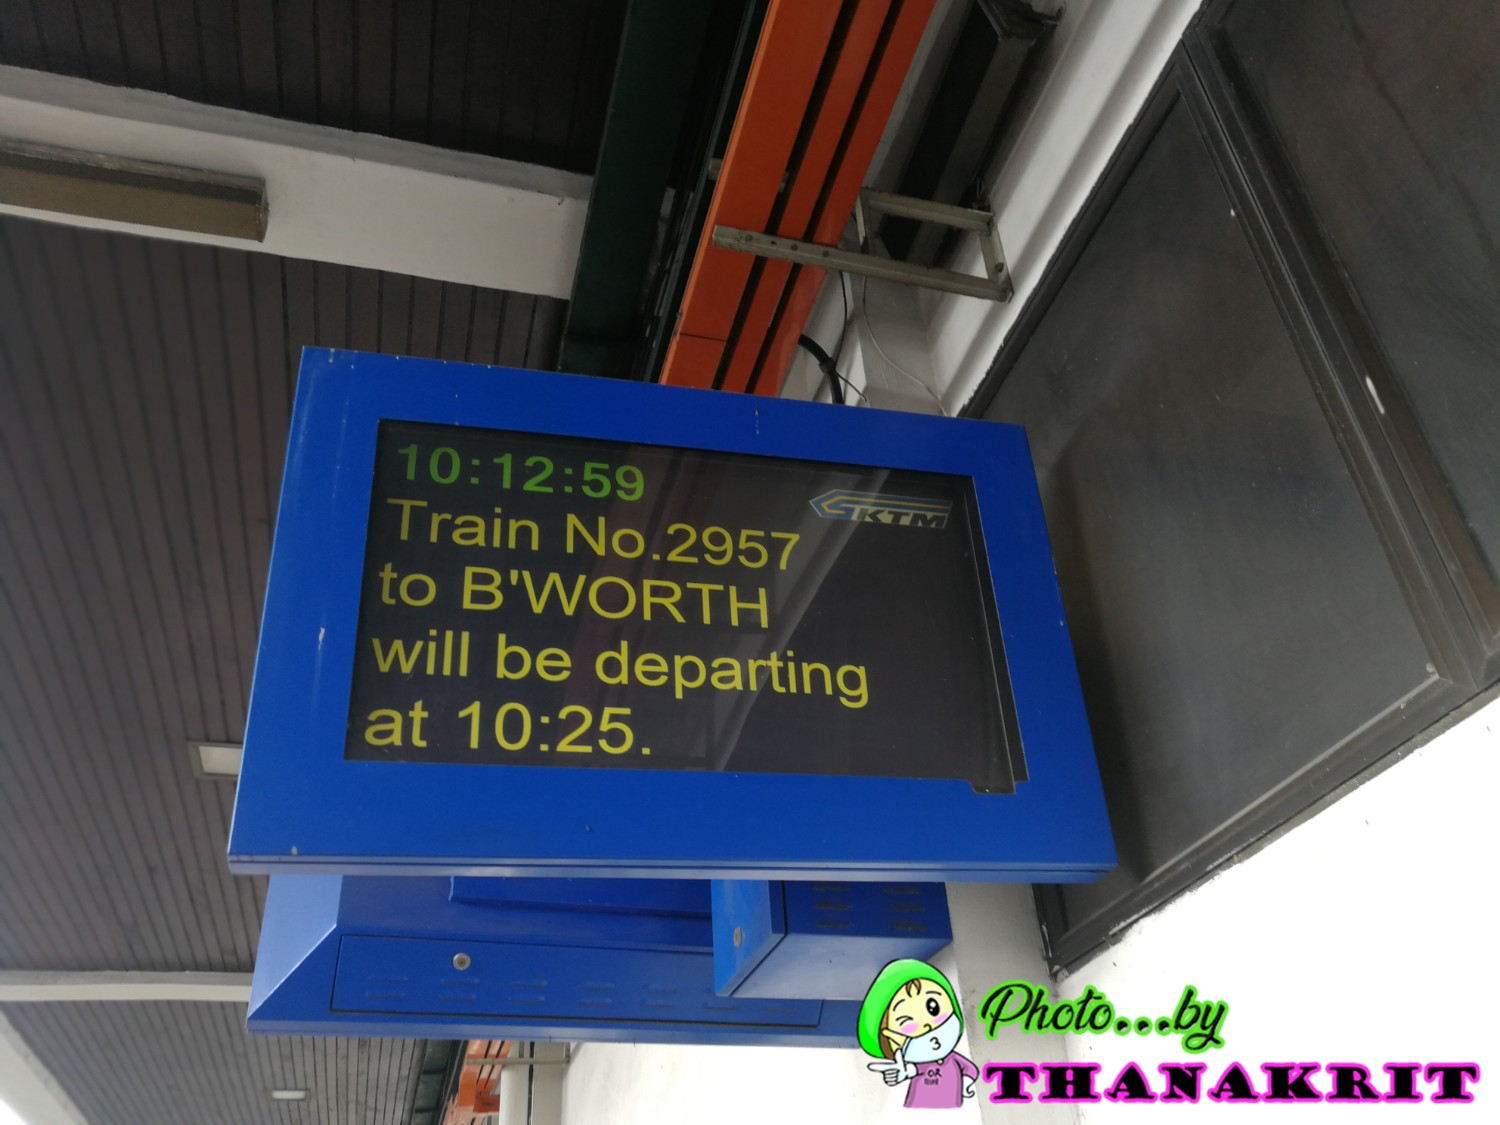 10:12:59
KTM
Train No.2957
to B'WORTH
will be departing
at 10:25.
Photo...by
THANAKRIT